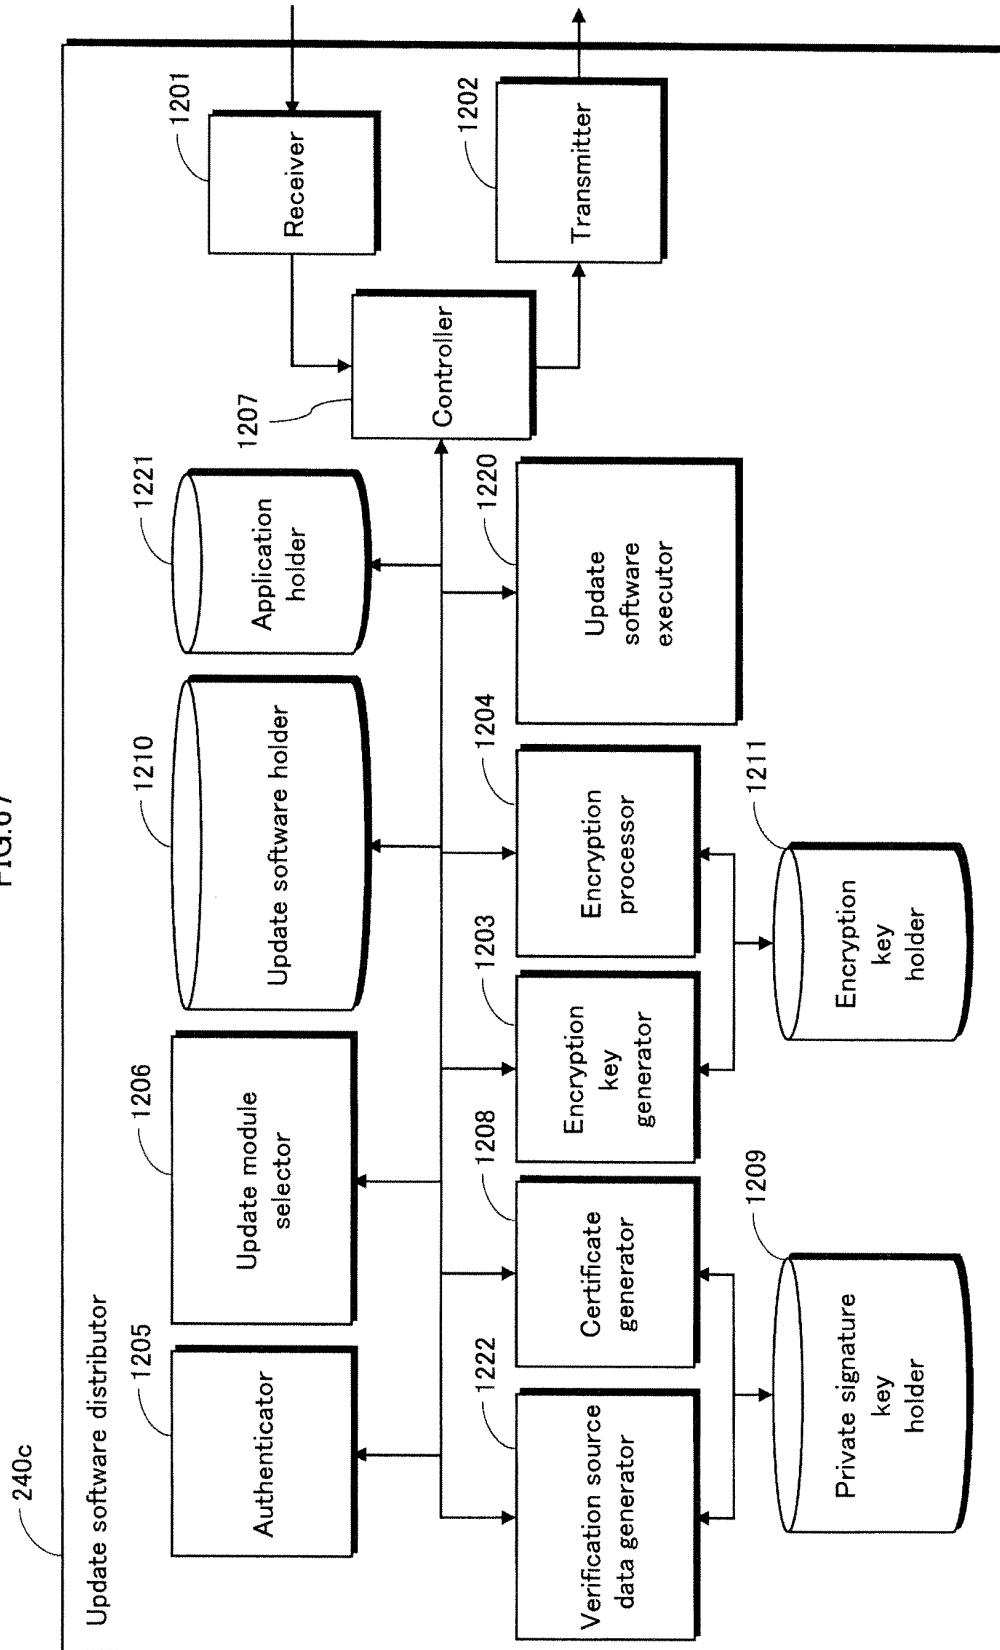 240c
Update software distributor
1205
Authenticator
1206
Update module
selector
1210
Update software holder
1221
Application
holder
1207
Controller
1201
Receiver
1202
Transmitter
1222
Verification source
data generator
1208
Certificate
generator
1203
Encryption
key
generator
1204
Encryption
processor
1220
Update
software
executor
1209
Private signature
key
holder
1211
Encryption
key
holder